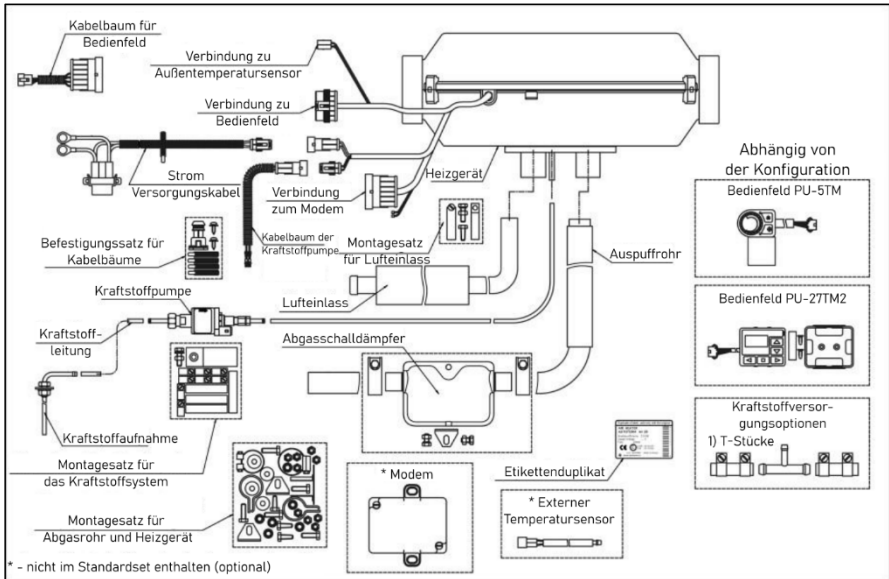 Kabelbaum für
Bedienfeld
Verbindung zu
Außentemperatursensor
Verbindung zu
Bedienfeld
Strom
Versorgungskabel
Verbindung
zum Modem
Heizgerät
Befestigungssatz für
Kabelbäume
Kabelbaum der
Kraftstoffpumpe
Montagesatz
für Lufteinlass
Auspuffrohr
Kraftstoffpumpe
Lufteinlass
Kraftstoff-
leitung
Abgasschalldämpfer
Kraftstoffaufnahme
Montagesatz für
das Kraftstoffsystem
Montagesatz für
Abgasrohr und Heizgerät
* Modem
Etikettenduplikat
* Externer
Temperatursensor
Abhängig von
der Konfiguration
Bedienfeld PU-5TM
Bedienfeld PU-27TM2
Kraftstoffversor-
gungsoptionen
1) T-Stücke
* - nicht im Standardset enthalten (optional)